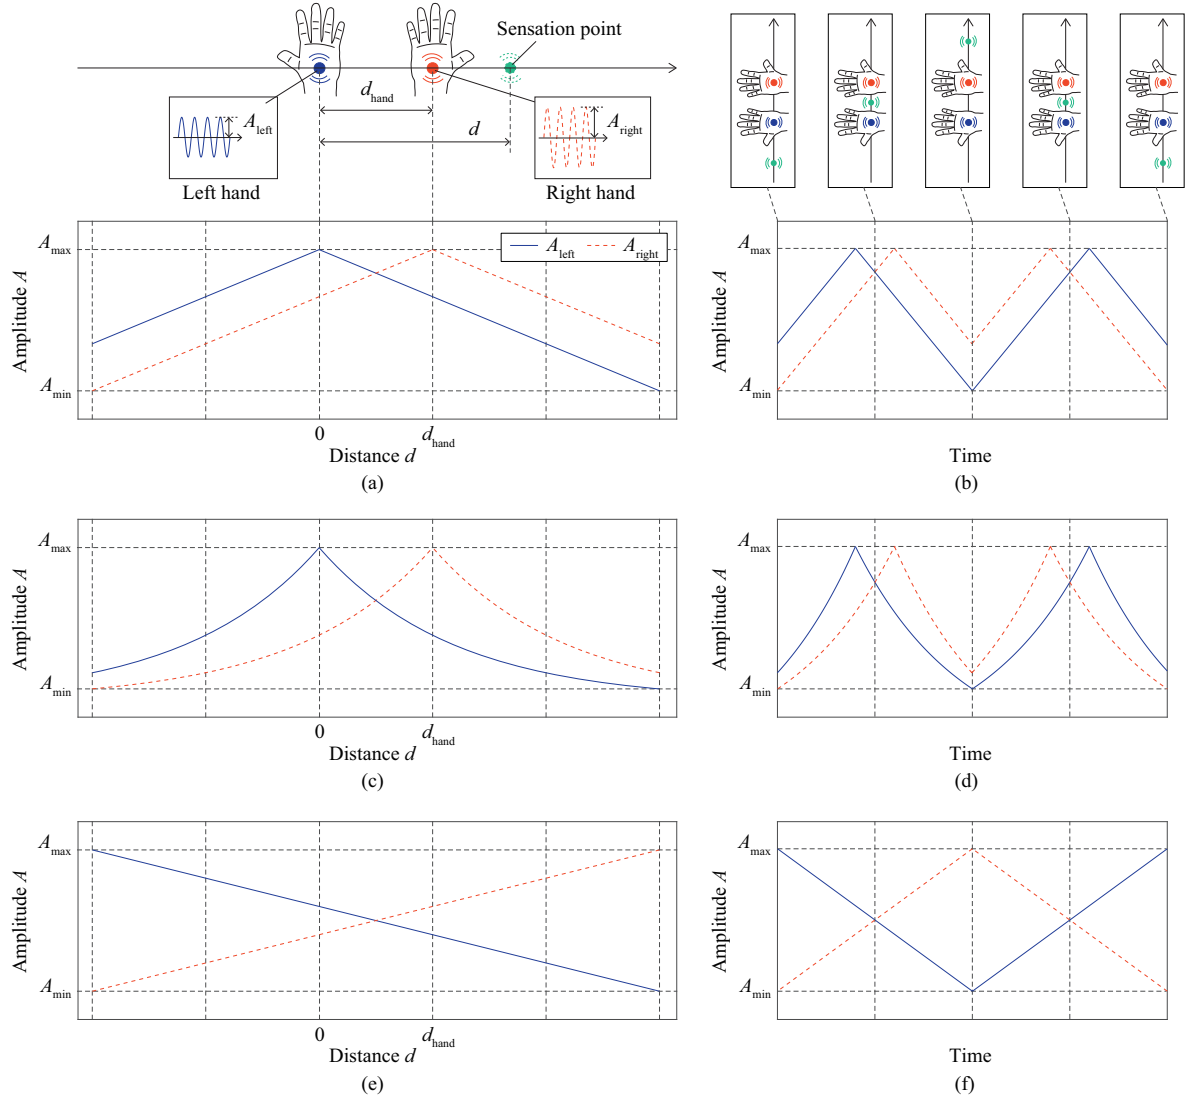 Sensation point
d_hand
A_left
d
A_right
Left hand
Right hand
A_max
A_left
A_right
A_max
Amplitude A
Amplitude A
A_min
A_min
0
d_hand
Distance d
Time
(a)
(b)
A_max
A_max
Amplitude A
Amplitude A
A_min
A_min
0
d_hand
Distance d
Time
(c)
(d)
A_max
A_max
Amplitude A
Amplitude A
A_min
A_min
0
d_hand
Distance d
Time
(e)
(f)